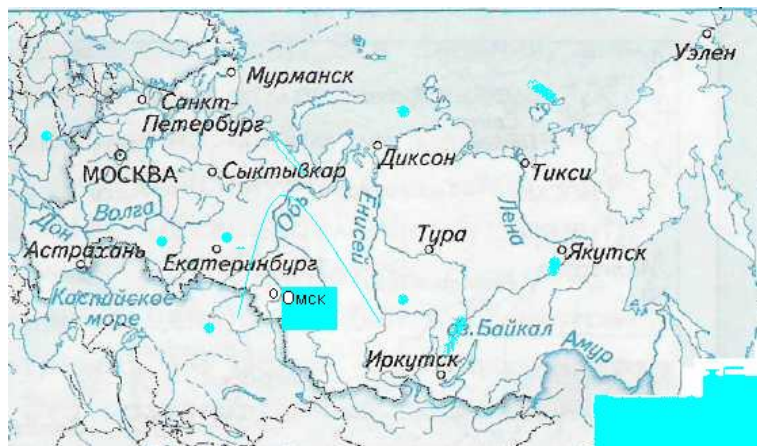 Уэлен
Мурманск
Санкт-
Петербург
Диксон
МОСКВА
Сыктывкар
Тикси
Обь
Енисей
Лена
Волга
Дон
Тура
Якутск
Астрахань
Екатеринбург
Каспийское
море
Омск
оз. Байкал
Амур
Иркутск